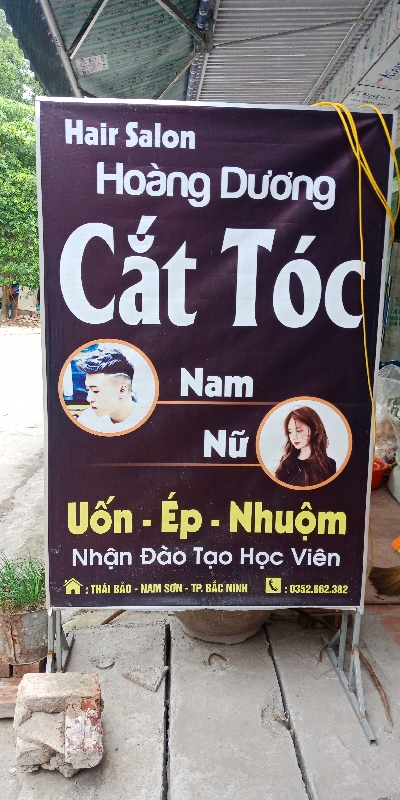 Hair Salon
Hoàng Dương
Cắt Tóc
Nam
Nữ
Uốn - Ép - Nhuộm
Nhận Đào Tạo Học Viên
: THÁI BẢO - NAM SƠN - TP. BẮC NINH
: 0352.862.382